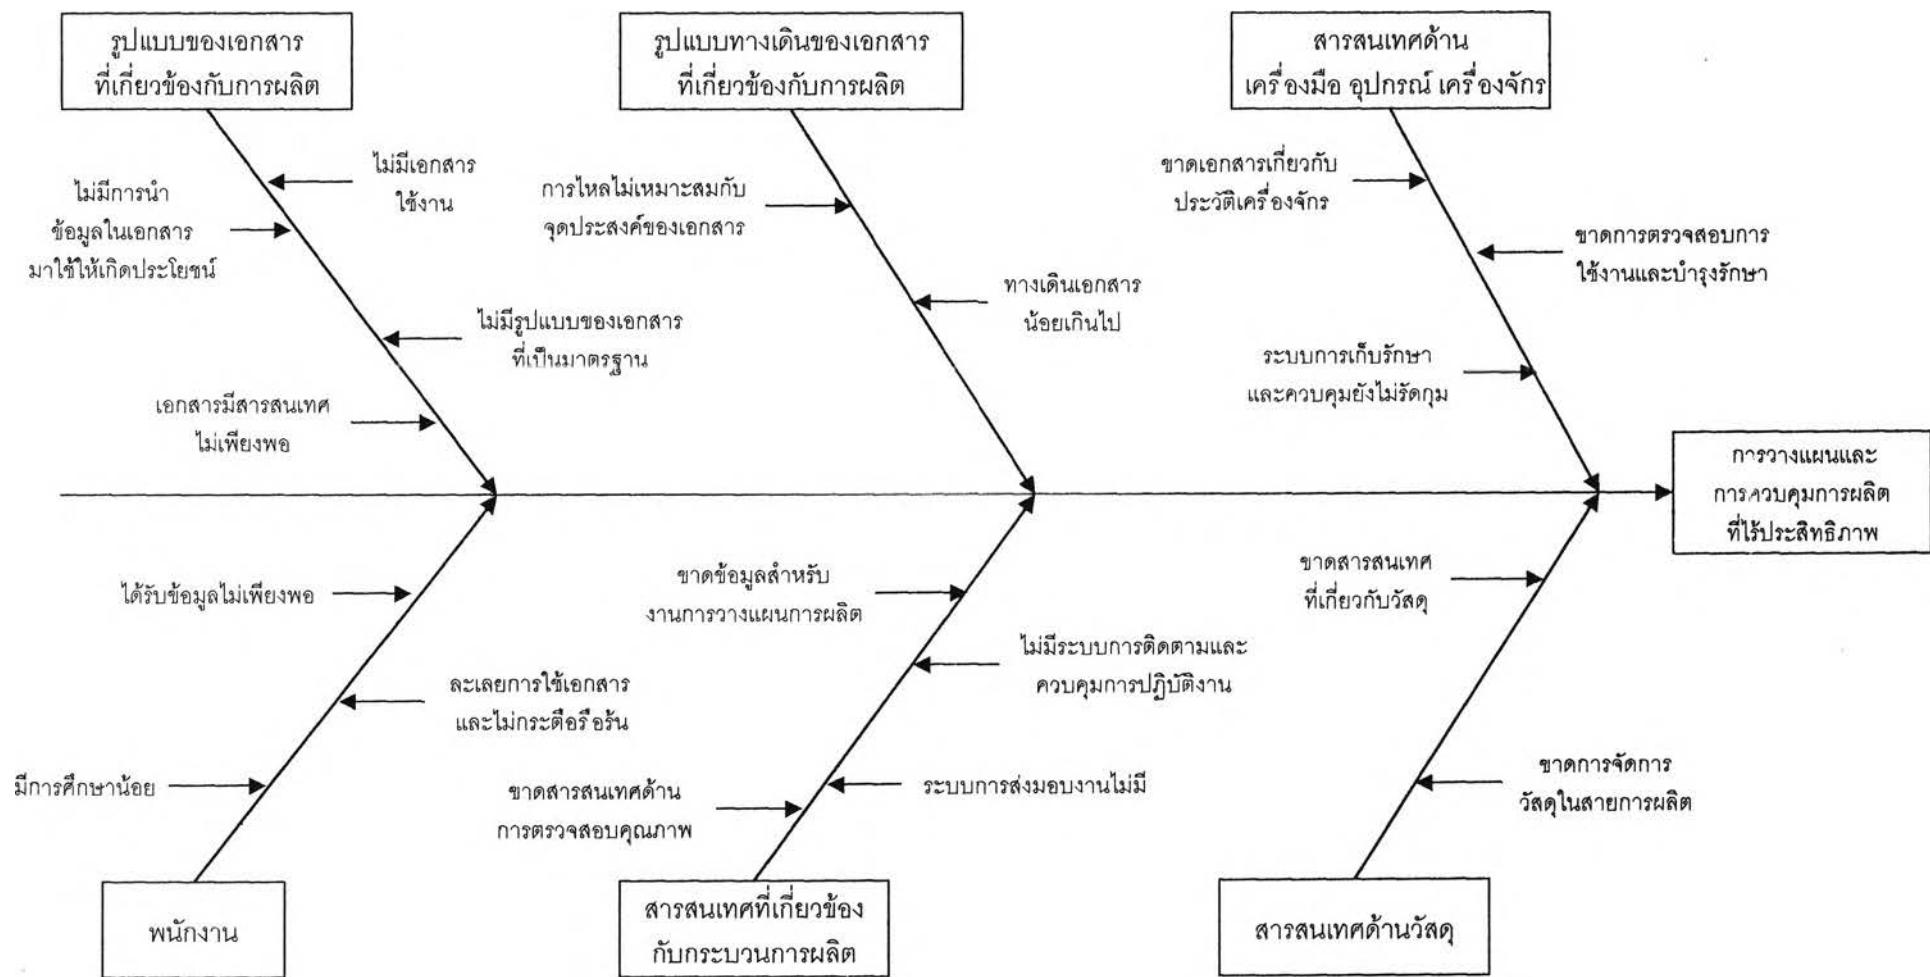 รูปแบบของเอกสาร
ที่เกี่ยวข้องกับการผลิต
รูปแบบทางเดินของเอกสาร
ที่เกี่ยวข้องกับการผลิต
สารสนเทศด้าน
เครื่องมือ อุปกรณ์ เครื่องจักร
ไม่มีเอกสาร
ใช้งาน
ไม่มีการนำ
ข้อมูลในเอกสาร
มาใช้ให้เกิดประโยชน์
ไม่มีรูปแบบของเอกสาร
ที่เป็นมาตรฐาน
เอกสารมีสารสนเทศ
ไม่เพียงพอ
การไหลไม่เหมาะสมกับ
จุดประสงค์ของเอกสาร
ทางเดินเอกสาร
น้อยเกินไป
ขาดเอกสารเกี่ยวกับ
ประวัติเครื่องจักร
ขาดการตรวจสอบการ
ใช้งานและบำรุงรักษา
ระบบการเก็บรักษา
และควบคุมยังไม่รัดกุม
การวางแผนและ
การควบคุมการผลิต
ที่ไร้ประสิทธิภาพ
ได้รับข้อมูลไม่เพียงพอ
ละเลยการใช้เอกสาร
และไม่กระตือรือร้น
มีการศึกษาน้อย
ขาดข้อมูลสำหรับ
งานการวางแผนการผลิต
ไม่มีระบบการติดตามและ
ควบคุมการปฏิบัติงาน
ระบบการส่งมอบงานไม่มี
ขาดสารสนเทศด้าน
การตรวจสอบคุณภาพ
ขาดสารสนเทศ
ที่เกี่ยวกับวัสดุ
ขาดการจัดการ
วัสดุในสายการผลิต
พนักงาน
สารสนเทศที่เกี่ยวข้อง
กับกระบวนการผลิต
สารสนเทศด้านวัสดุ